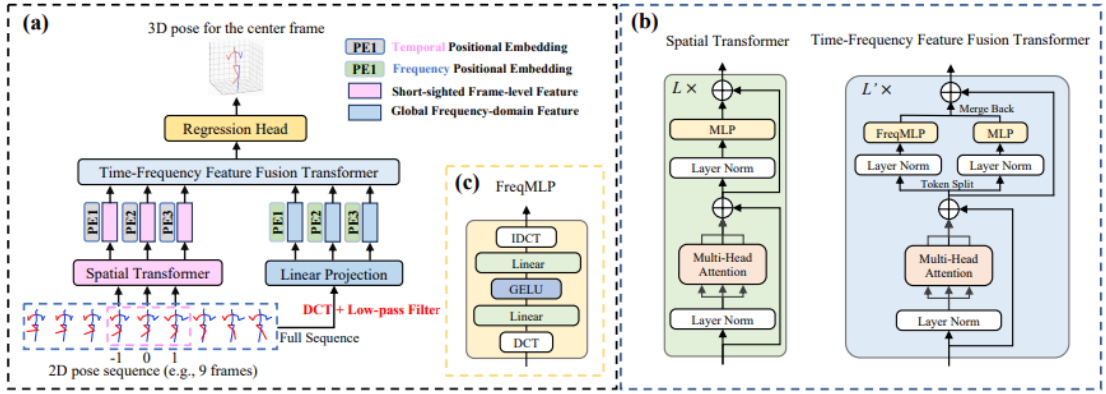 (a)
3D pose for the center frame
PE1 Temporal Positional Embedding
PE1 Frequency Positional Embedding
Short-sighted Frame-level Feature
Global Frequency-domain Feature
Regression Head
Time-Frequency Feature Fusion Transformer
PE1 PE2 PE3 PE1 PE2 PE3
Spatial Transformer
Linear Projection
DCT + Low-pass Filter
Full Sequence
-1 0 1
2D pose sequence (e.g., 9 frames)
(c)
FreqMLP
IDCT
Linear
GELU
Linear
DCT
(b)
Spatial Transformer
L ×
MLP
Layer Norm
Multi-Head
Attention
Layer Norm
Time-Frequency Feature Fusion Transformer
L' ×
Merge Back
FreqMLP MLP
Layer Norm Layer Norm
Token Split
Multi-Head
Attention
Layer Norm